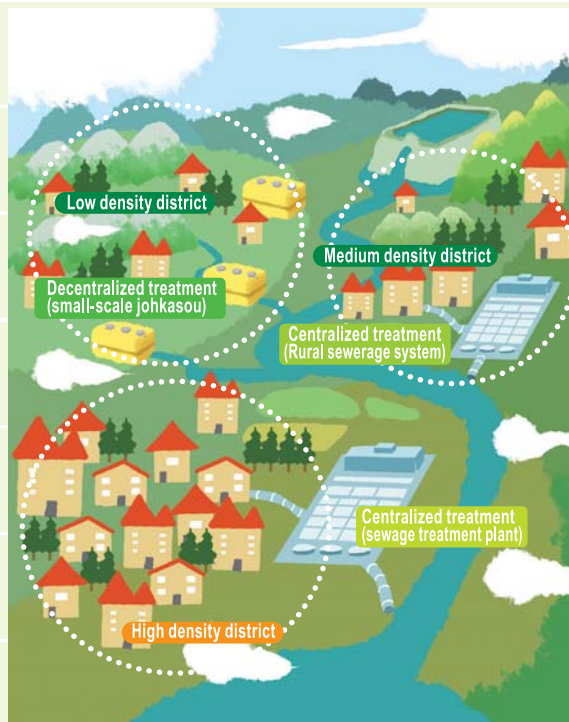 Low density district
Decentralized treatment
(small-scale johkasou)
Medium density district
Centralized treatment
(Rural sewerage system)
Centralized treatment
(sewage treatment plant)
High density district